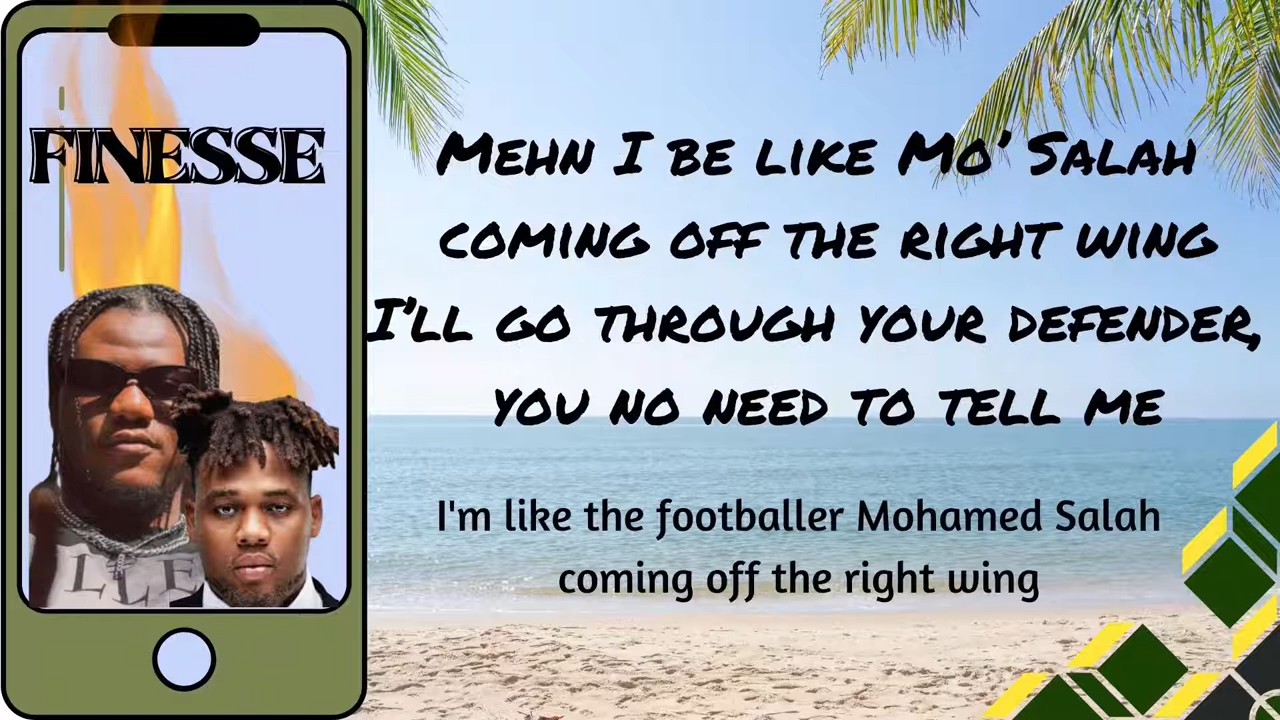 FINESSE
MEHN I BE LIKE MO' SALAH
COMING OFF THE RIGHT WING
I'LL GO THROUGH YOUR DEFENDER,
YOU NO NEED TO TELL ME
I'm like the footballer Mohamed Salah
coming off the right wing